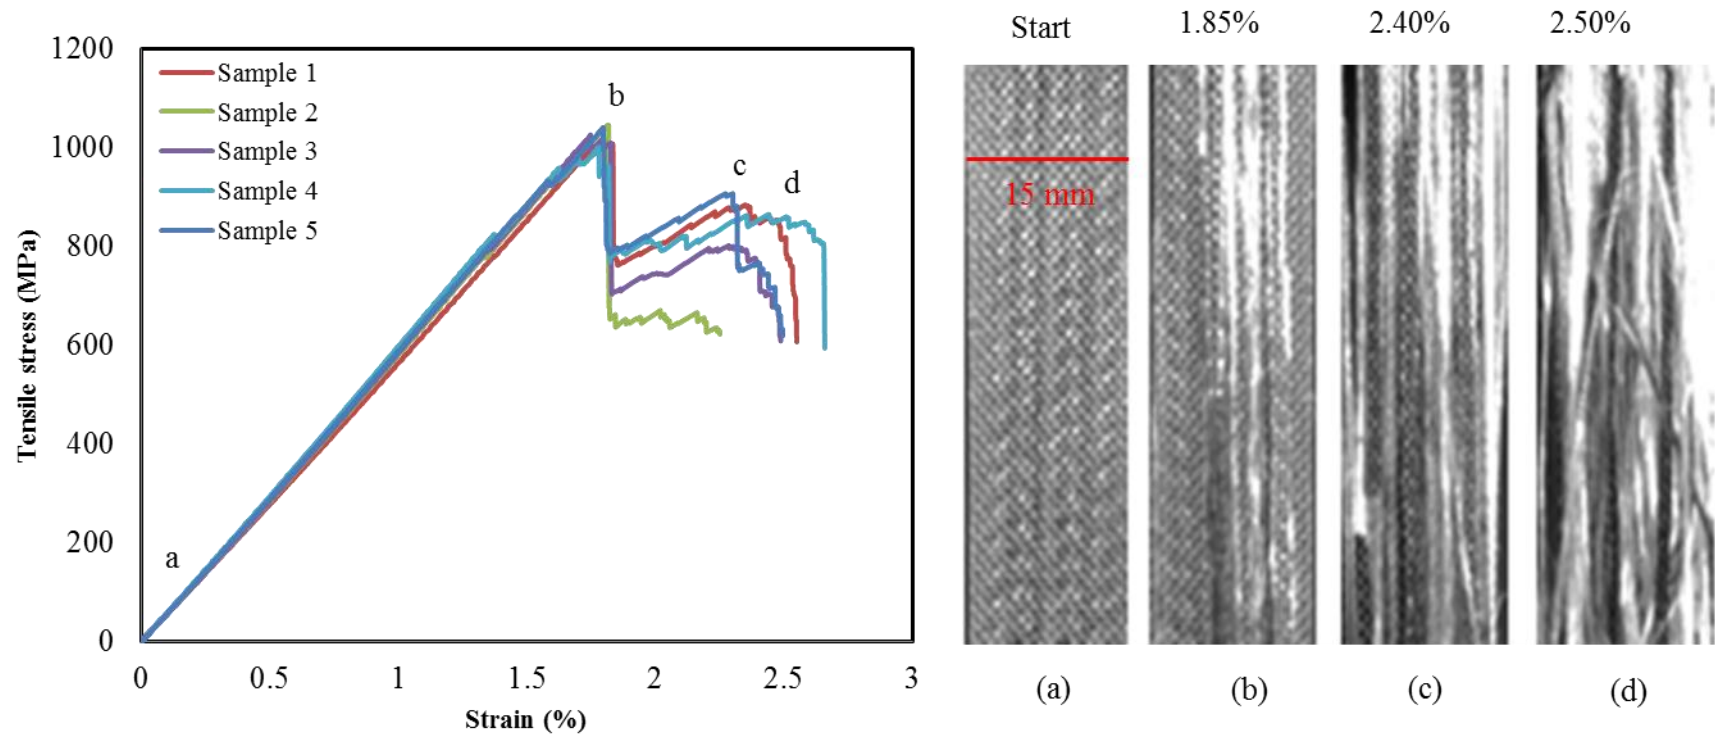 Start
1.85%
2.40%
2.50%
1200
1000
800
600
400
200
0
Tensile stress (MPa)
Sample 1
Sample 2
Sample 3
Sample 4
Sample 5
a
b
c
d
0
0.5
1
1.5
2
2.5
3
Strain (%)
15 mm
(a)
(b)
(c)
(d)